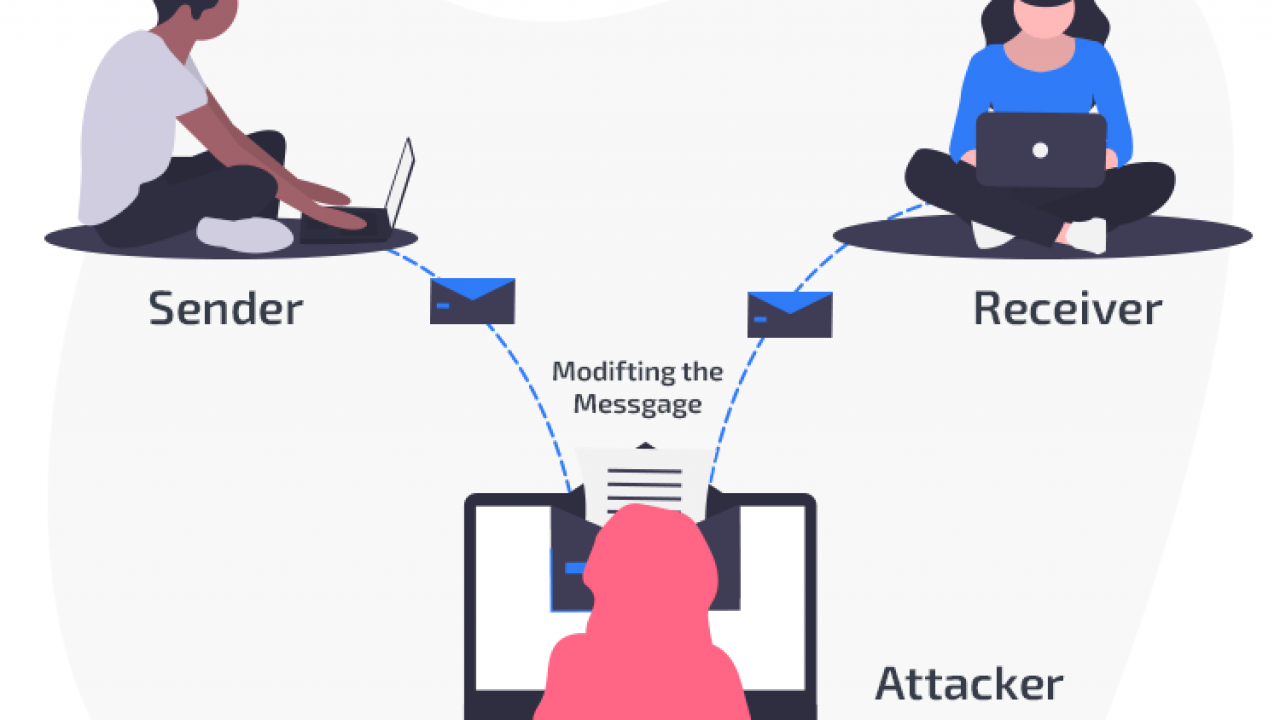 Sender
Receiver
Modifting the
Messgage
Attacker